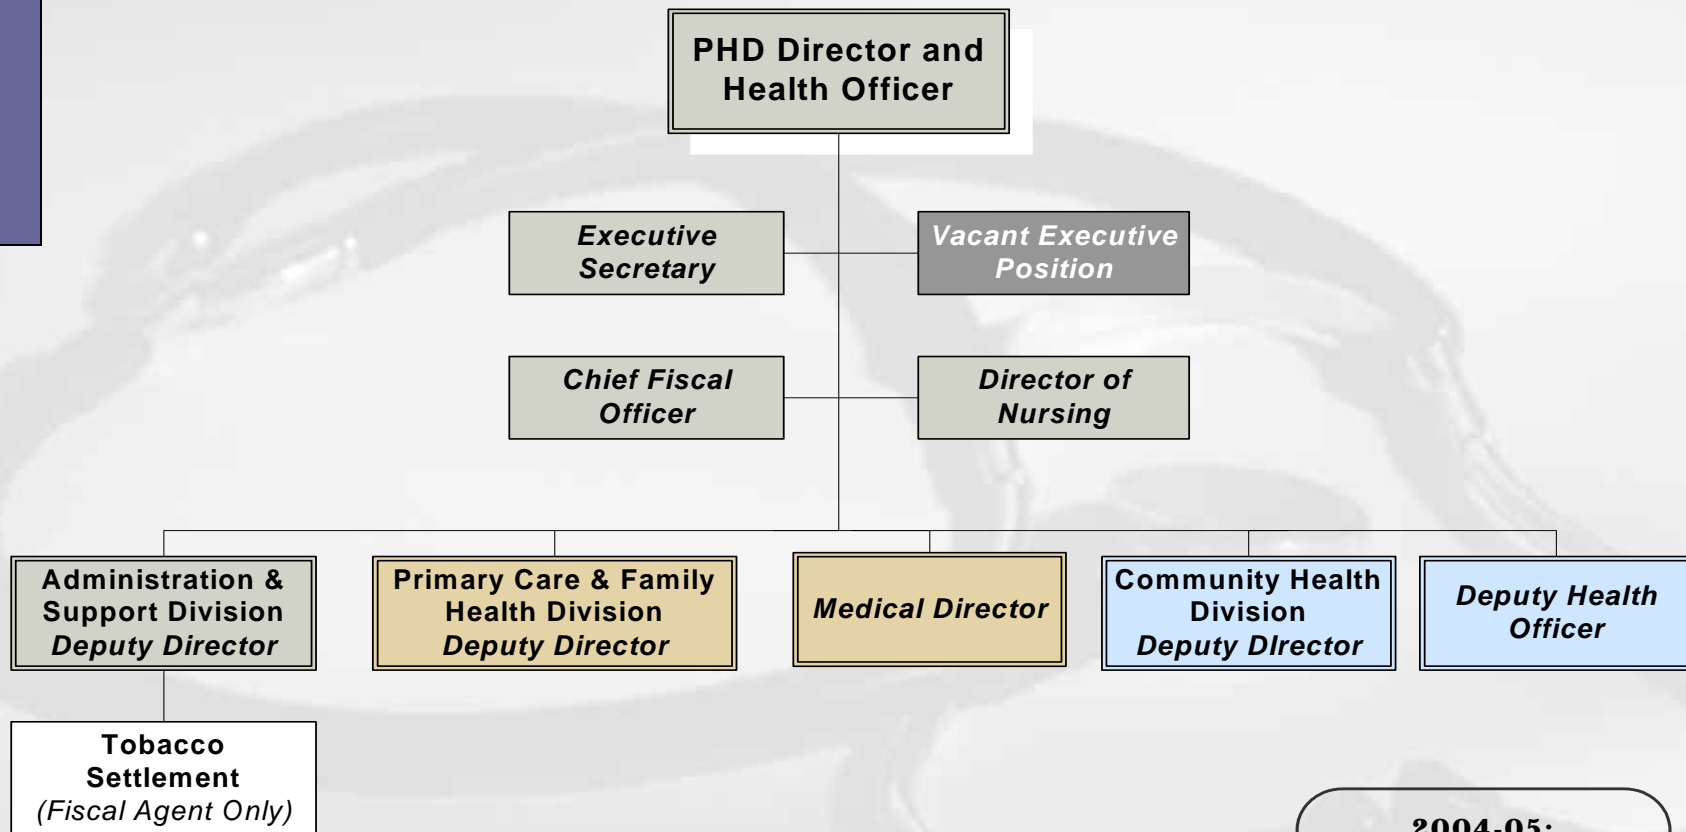 PHD Director and
Health Officer
Executive
Secretary
Vacant Executive
Position
Chief Fiscal
Officer
Director of
Nursing
Administration &
Support Division
Deputy Director
Primary Care & Family
Health Division
Deputy Director
Medical Director
Community Health
Division
Deputy DIrector
Deputy Health
Officer
Tobacco
Settlement
(Fiscal Agent Only)
2004-05: